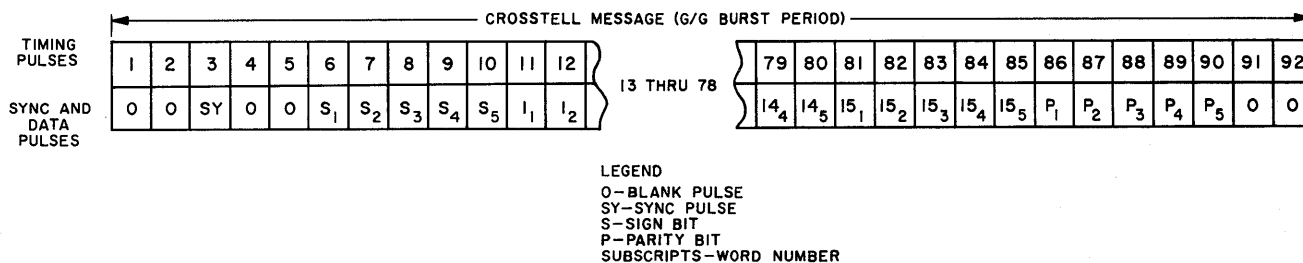 CROSSTELL MESSAGE (G/G BURST PERIOD)
TIMING PULSES 1 2 3 4 5 6 7 8 9 10 11 12 13 THRU 78 79 80 81 82 83 84 85 86 87 88 89 90 91 92
SYNC AND DATA PULSES 0 0 SY 0 0 S₁ S₂ S₃ S₄ S₅ 1₁ 1₂ 14₄ 14₅ 15₁ 15₂ 15₃ 15₄ 15₅ P₁ P₂ P₃ P₄ P₅ 0 0
LEGEND
0–BLANK PULSE
SY–SYNC PULSE
S–SIGN BIT
P–PARITY BIT
SUBSCRIPTS–WORD NUMBER